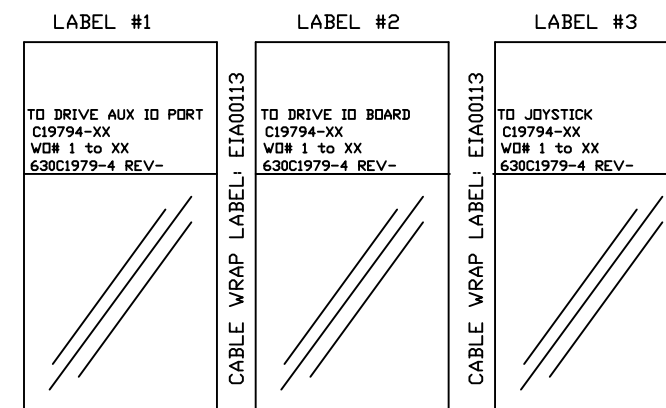 LABEL #1
TO DRIVE AUX IO PORT
C19794-XX
WO# 1 to XX
630C1979-4 REV-
CABLE WRAP LABEL: EIA00113
LABEL #2
TO DRIVE IO BOARD
C19794-XX
WO# 1 to XX
630C1979-4 REV-
CABLE WRAP LABEL: EIA00113
LABEL #3
TO JOYSTICK
C19794-XX
WO# 1 to XX
630C1979-4 REV-